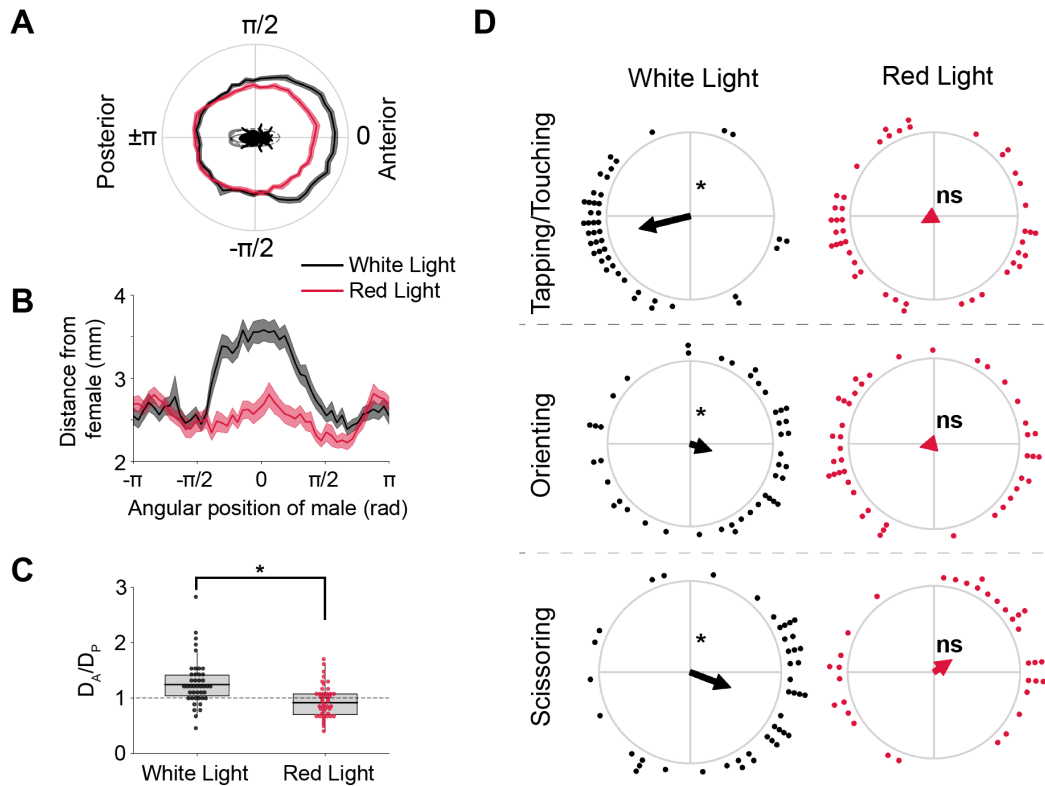 A
π/2
Posterior
±π
0
Anterior
-π/2
White Light
Red Light
B
Distance from
female (mm)
4
3
2
-π
-π/2
0
π/2
π
Angular position of male (rad)
C
*
D_A/D_P
3
2
1
0
White Light
Red Light
D
White Light
Red Light
Tapping/Touching
*
ns
Orienting
*
ns
Scissoring
*
ns